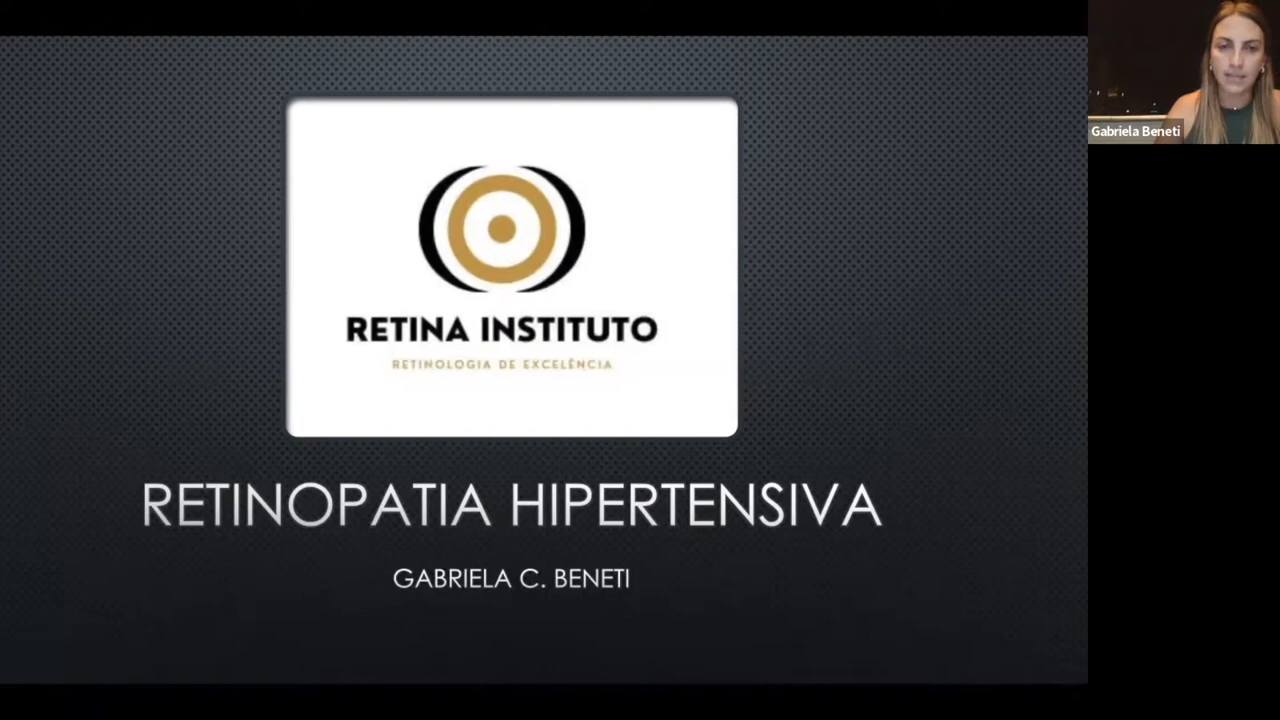 RETINA INSTITUTO
RETINOLOGIA DE EXCELÊNCIA
RETINOPATIA HIPERTENSIVA
GABRIELA C. BENETI
Gabriela Beneti